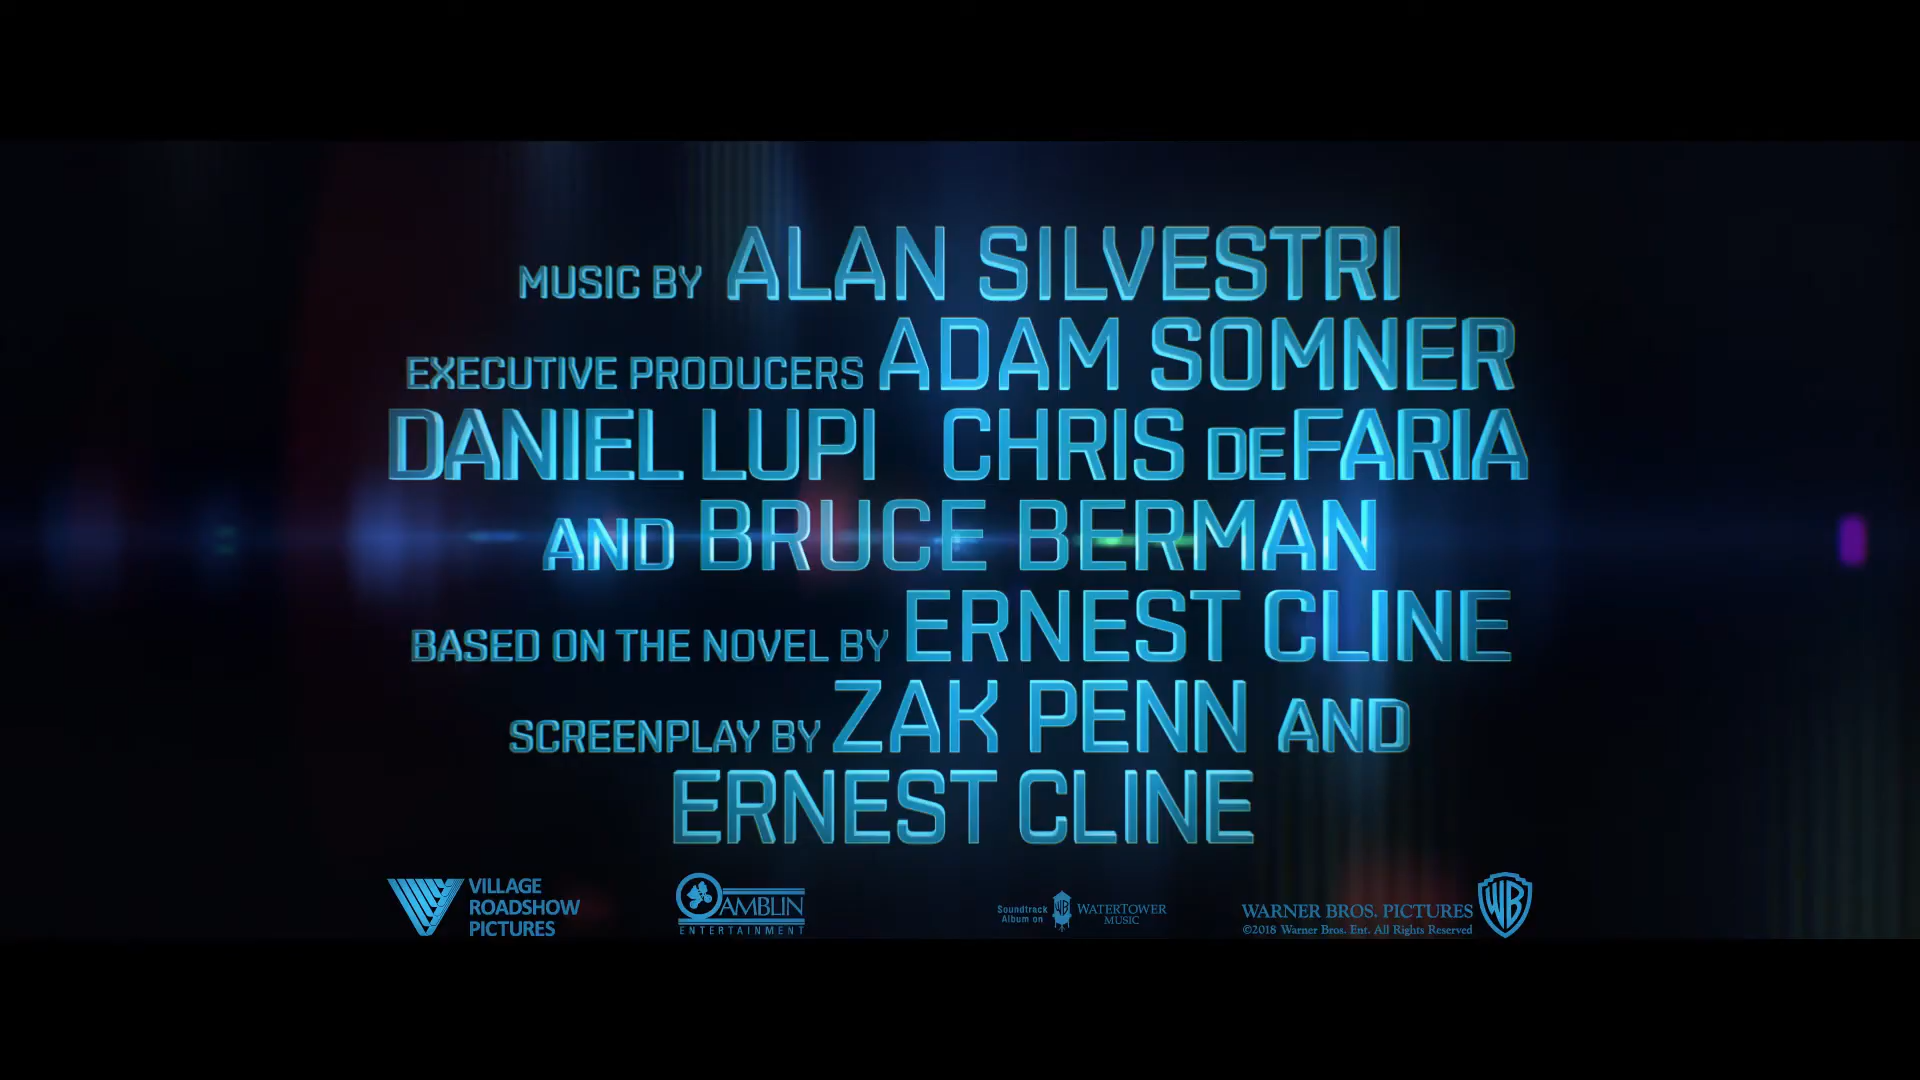 MUSIC BY ALAN SILVESTRI
EXECUTIVE PRODUCERS ADAM SOMNER
DANIEL LUPI CHRIS DE FARIA
AND BRUCE BERMAN
BASED ON THE NOVEL BY ERNEST CLINE
SCREENPLAY BY ZAK PENN AND
ERNEST CLINE
VILLAGE
ROADSHOW
PICTURES
AMBLIN
ENTERTAINMENT
Soundtrack
Album on
WATERTOWER
MUSIC
WARNER BROS. PICTURES
©2018 Warner Bros. Ent. All Rights Reserved
WB